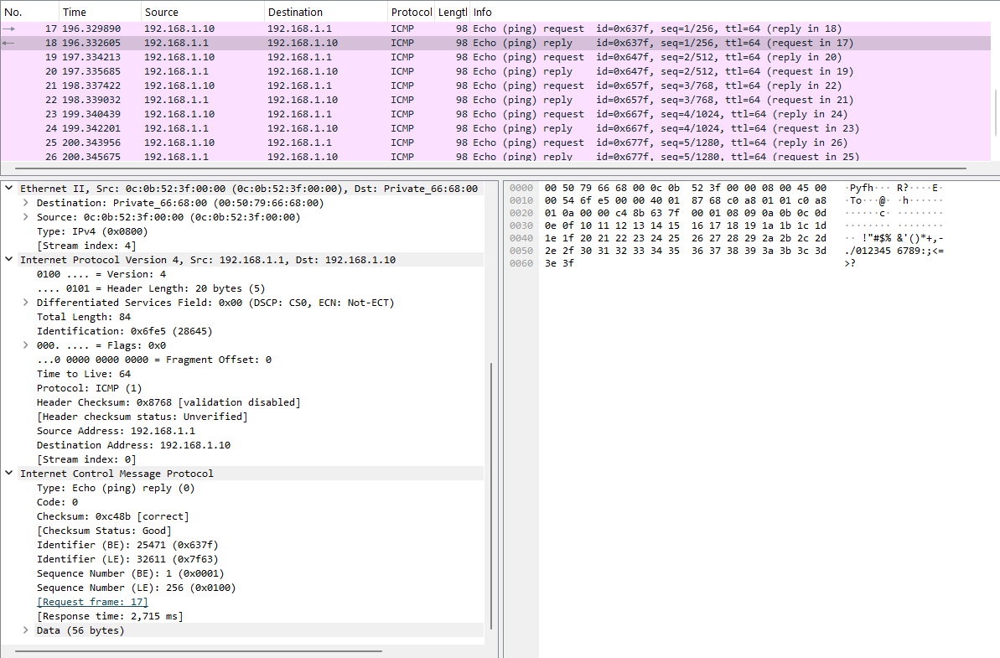 No. Time Source Destination Protocol Lengtl Info
17 196.329890 192.168.1.10 192.168.1.1 ICMP 98 Echo (ping) request id=0x637f, seq=1/256, ttl=64 (reply in 18)
18 196.332605 192.168.1.1 192.168.1.10 ICMP 98 Echo (ping) reply id=0x637f, seq=1/256, ttl=64 (request in 17)
19 197.334213 192.168.1.10 192.168.1.1 ICMP 98 Echo (ping) request id=0x647f, seq=2/512, ttl=64 (reply in 20)
20 197.335685 192.168.1.1 192.168.1.10 ICMP 98 Echo (ping) reply id=0x647f, seq=2/512, ttl=64 (request in 19)
21 198.337422 192.168.1.10 192.168.1.1 ICMP 98 Echo (ping) request id=0x657f, seq=3/768, ttl=64 (reply in 22)
22 198.339032 192.168.1.1 192.168.1.10 ICMP 98 Echo (ping) reply id=0x657f, seq=3/768, ttl=64 (request in 21)
23 199.340439 192.168.1.10 192.168.1.1 ICMP 98 Echo (ping) request id=0x667f, seq=4/1024, ttl=64 (reply in 24)
24 199.342201 192.168.1.1 192.168.1.10 ICMP 98 Echo (ping) reply id=0x667f, seq=4/1024, ttl=64 (request in 23)
25 200.343956 192.168.1.10 192.168.1.1 ICMP 98 Echo (ping) request id=0x677f, seq=5/1280, ttl=64 (reply in 26)
26 200.345675 192.168.1.1 192.168.1.10 ICMP 98 Echo (ping) reply id=0x677f, seq=5/1280, ttl=64 (request in 25)
Ethernet II, Src: 0c:0b:52:3f:00:00 (0c:0b:52:3f:00:00), Dst: Private_66:68:00
Destination: Private_66:68:00 (00:50:79:66:68:00)
Source: 0c:0b:52:3f:00:00 (0c:0b:52:3f:00:00)
Type: IPv4 (0x0800)
[Stream index: 4]
Internet Protocol Version 4, Src: 192.168.1.1, Dst: 192.168.1.10
0100 .... = Version: 4
.... 0101 = Header Length: 20 bytes (5)
Differentiated Services Field: 0x00 (DSCP: CS0, ECN: Not-ECT)
Total Length: 84
Identification: 0x6fe5 (28645)
000. .... = Flags: 0x0
...0 0000 0000 0000 = Fragment Offset: 0
Time to Live: 64
Protocol: ICMP (1)
Header Checksum: 0x8768 [validation disabled]
[Header checksum status: Unverified]
Source Address: 192.168.1.1
Destination Address: 192.168.1.10
[Stream index: 0]
Internet Control Message Protocol
Type: Echo (ping) reply (0)
Code: 0
Checksum: 0xc48b [correct]
[Checksum Status: Good]
Identifier (BE): 25471 (0x637f)
Identifier (LE): 32611 (0x7f63)
Sequence Number (BE): 1 (0x0001)
Sequence Number (LE): 256 (0x0100)
[Request frame: 17]
[Response time: 2,715 ms]
Data (56 bytes)
0000 00 50 79 66 68 00 0c 0b 52 3f 00 00 08 00 45 00 ·Pyfh··· R?····E·
0010 00 54 6f e5 00 00 40 01 87 68 c0 a8 01 01 c0 a8 ·To···@· ·h······
0020 01 0a 00 00 c4 8b 63 7f 00 01 08 09 0a 0b 0c 0d ······c· ········
0030 0e 0f 10 11 12 13 14 15 16 17 18 19 1a 1b 1c 1d ········ ········
0040 1e 1f 20 21 22 23 24 25 26 27 28 29 2a 2b 2c 2d ·· !"#$% &'()*+,-
0050 2e 2f 30 31 32 33 34 35 36 37 38 39 3a 3b 3c 3d ./012345 6789:;<=
0060 3e 3f >?